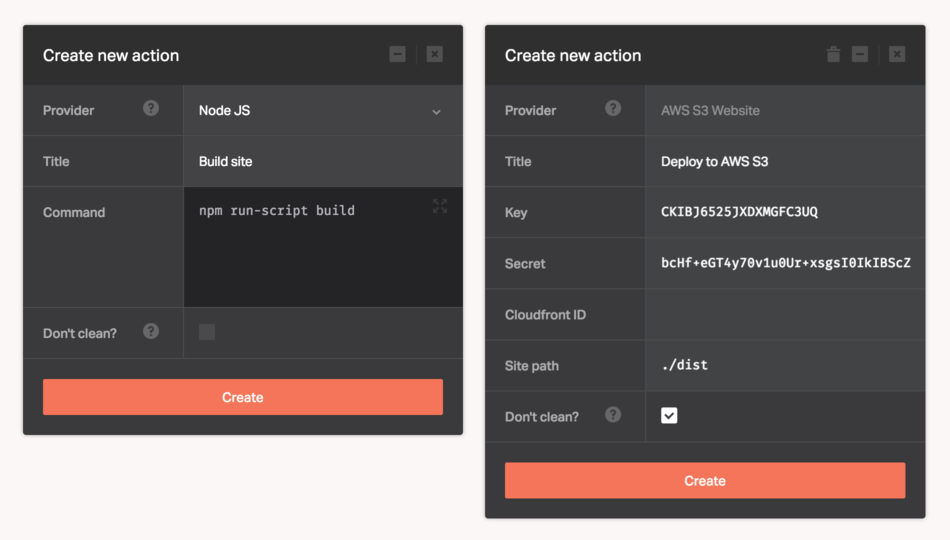 Create new action
Provider ? Node JS
Title Build site
Command npm run-script build
Don't clean? ?
Create
Create new action
Provider ? AWS S3 Website
Title Deploy to AWS S3
Key CKIBJ6525JXDXMGFC3UQ
Secret bcHf+eGT4y70v1u0Ur+xsgsI0IkIBScZ
Cloudfront ID
Site path ./dist
Don't clean? ?
Create